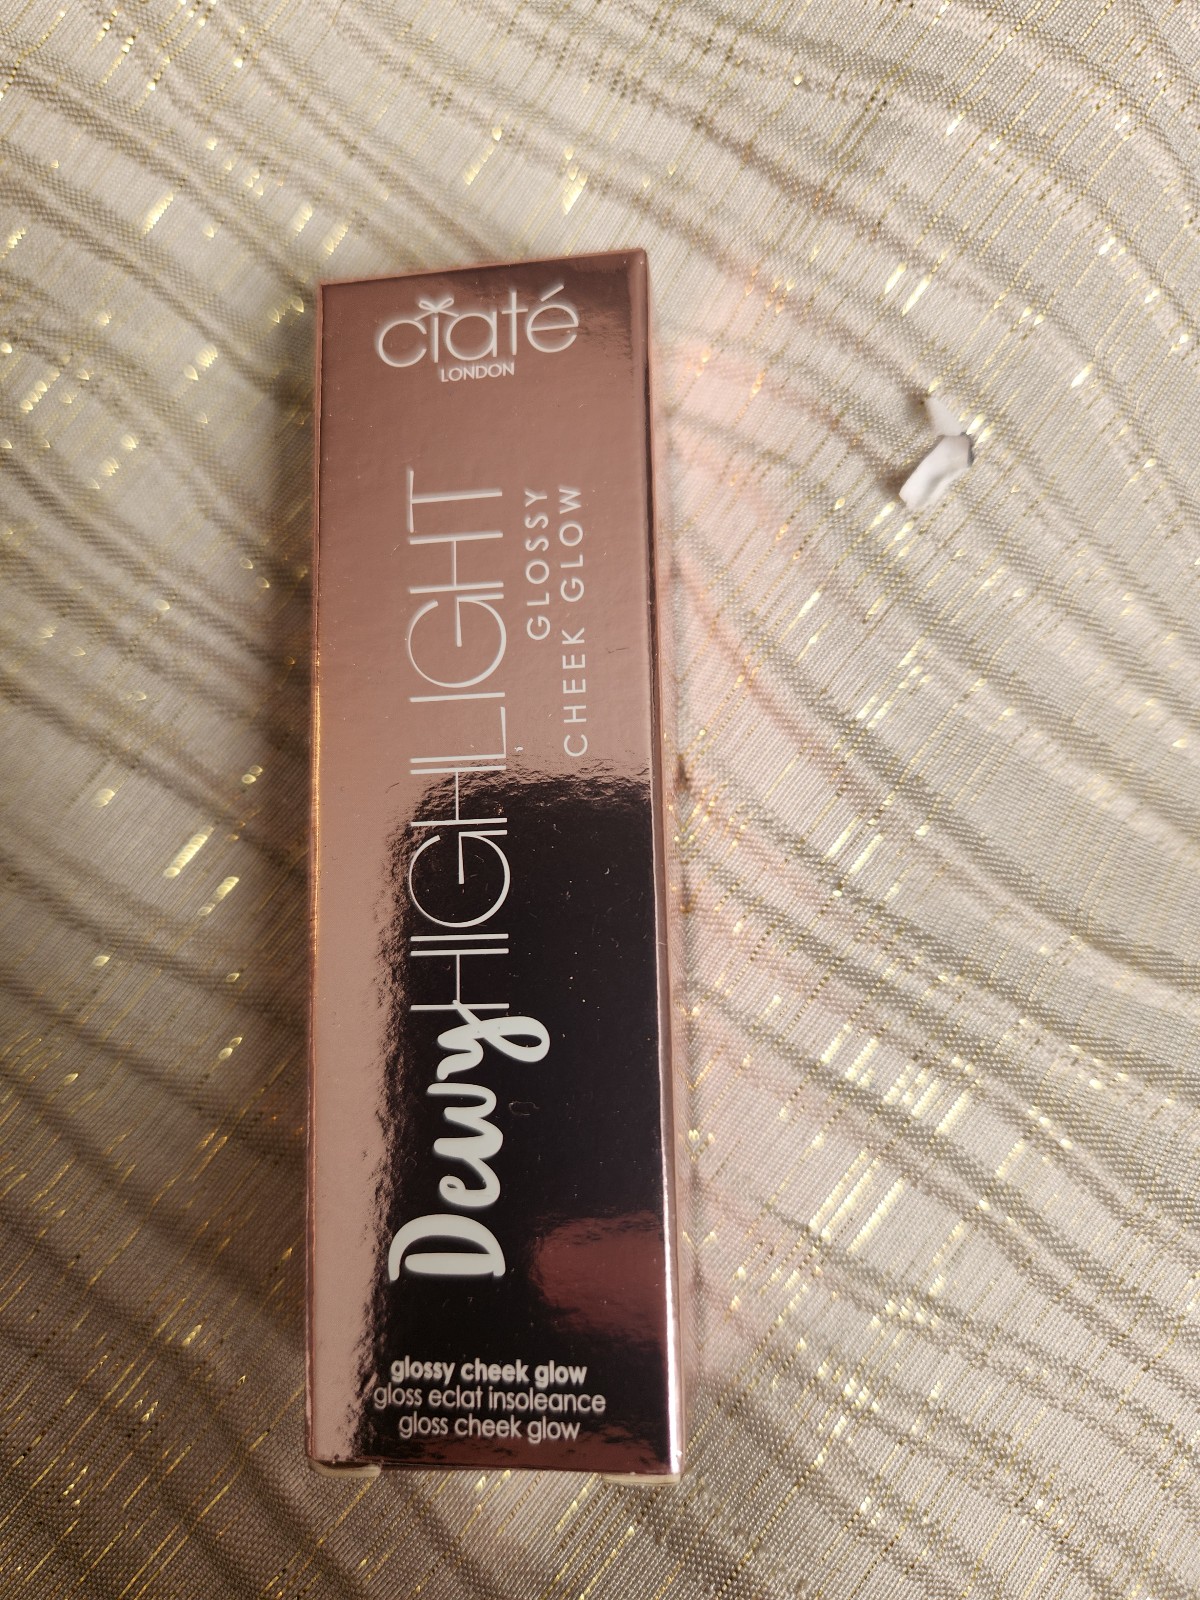 ciaté
LONDON
DewyHIGHLIGHT
GLOSSY
CHEEK GLOW
glossy cheek glow
gloss eclat insoleance
gloss cheek glow